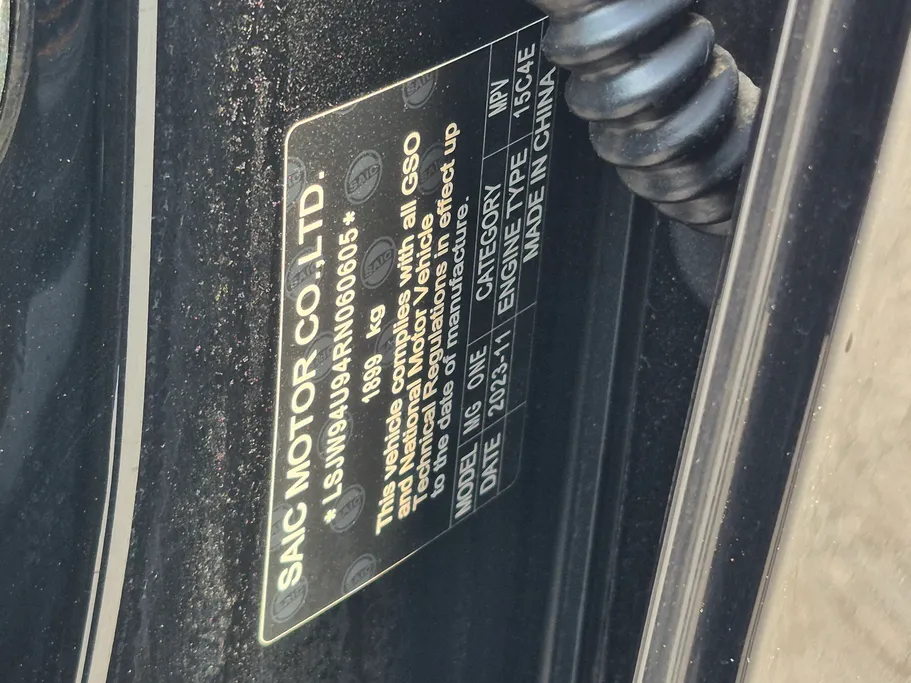 SAIC MOTOR CO.,LTD.
* LSJW94U94RN060605 *
1899 kg
This vehicle complies with all GSO
and National Motor Vehicle
Technical Regulations in effect up
to the date of manufacture.
MODEL MG ONE CATEGORY MPV
DATE 2023-11 ENGINE TYPE 15C4E
MADE IN CHINA